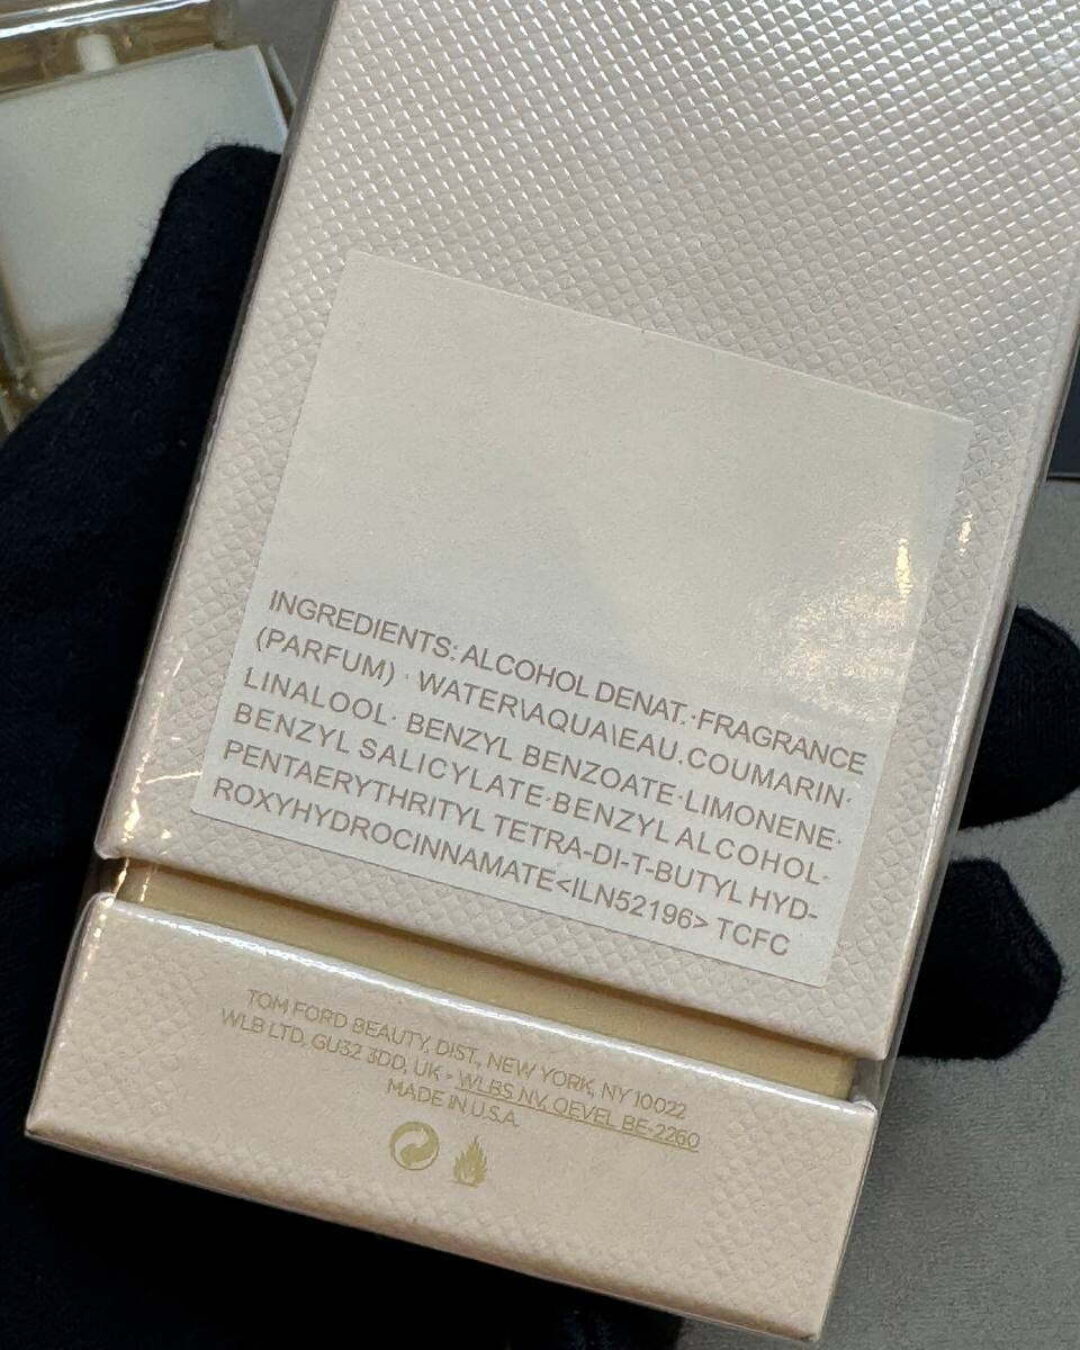 INGREDIENTS: ALCOHOL DENAT.·FRAGRANCE
(PARFUM) · WATER\AQUA\EAU.COUMARIN·
LINALOOL· BENZYL BENZOATE·LIMONENE·
BENZYL SALICYLATE·BENZYL ALCOHOL·
PENTAERYTHRITYL TETRA-DI-T-BUTYL HYD-
ROXYHYDROCINNAMATE<ILN52196> TCFC
TOM FORD BEAUTY, DIST., NEW YORK, NY 10022
WLB LTD, GU32 3DD, UK • WLBS NV, OEVEL BE-2260
MADE IN U.S.A.